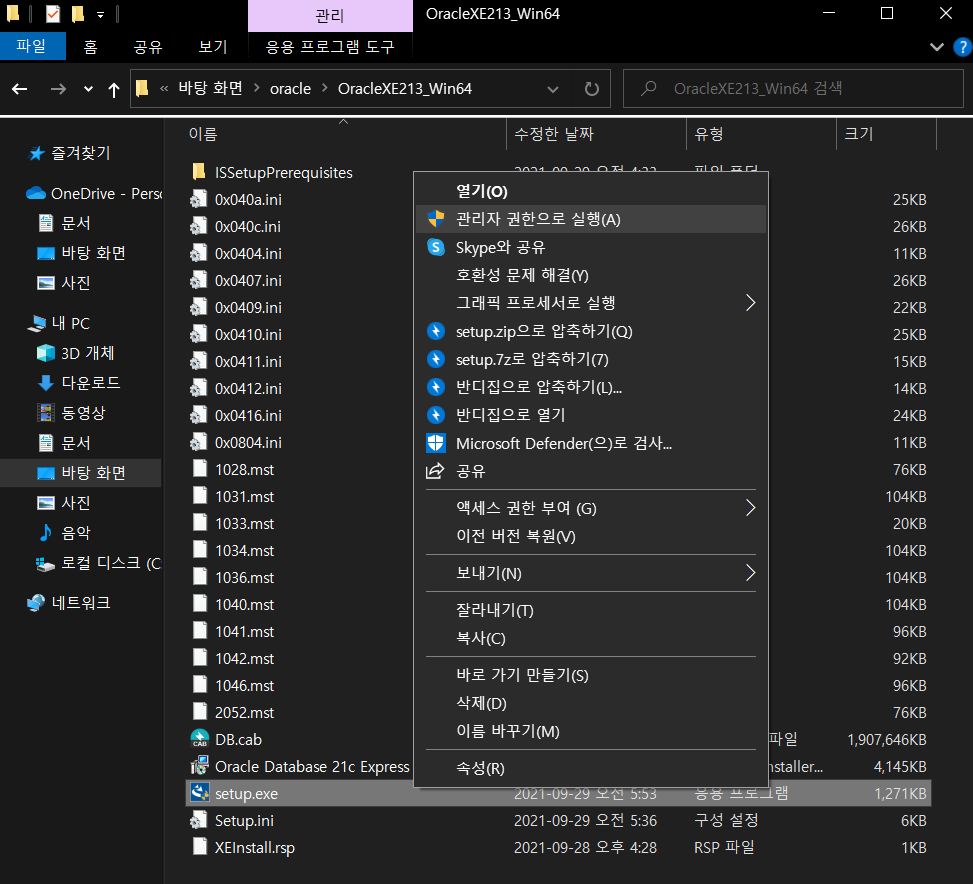 관리
OracleXE213_Win64
파일
홈
공유
보기
응용 프로그램 도구
?
« 바탕 화면 > oracle > OracleXE213_Win64
OracleXE213_Win64 검색
즐겨찾기
OneDrive - Perso
문서
바탕 화면
사진
내 PC
3D 개체
다운로드
동영상
문서
바탕 화면
사진
음악
로컬 디스크 (C:
네트워크
이름 수정한 날짜 유형 크기
ISSetupPrerequisites 2021-09-29 오전 4:33 파일 폴더
0x040a.ini 25KB
0x040c.ini 26KB
0x0404.ini 11KB
0x0407.ini 26KB
0x0409.ini 22KB
0x0410.ini 25KB
0x0411.ini 15KB
0x0412.ini 14KB
0x0416.ini 24KB
0x0804.ini 11KB
1028.mst 76KB
1031.mst 104KB
1033.mst 20KB
1034.mst 104KB
1036.mst 104KB
1040.mst 104KB
1041.mst 96KB
1042.mst 92KB
1046.mst 96KB
2052.mst 76KB
DB.cab 파일 1,907,646KB
Oracle Database 21c Express nstaller... 4,145KB
setup.exe 2021-09-29 오전 5:53 응용 프로그램 1,271KB
Setup.ini 2021-09-29 오전 5:36 구성 설정 6KB
XEInstall.rsp 2021-09-28 오후 4:28 RSP 파일 1KB
열기(O)
관리자 권한으로 실행(A)
Skype와 공유
호환성 문제 해결(Y)
그래픽 프로세서로 실행
setup.zip으로 압축하기(Q)
setup.7z로 압축하기(7)
반디집으로 압축하기(L)...
반디집으로 열기
Microsoft Defender(으)로 검사...
공유
액세스 권한 부여 (G)
이전 버전 복원(V)
보내기(N)
잘라내기(T)
복사(C)
바로 가기 만들기(S)
삭제(D)
이름 바꾸기(M)
속성(R)